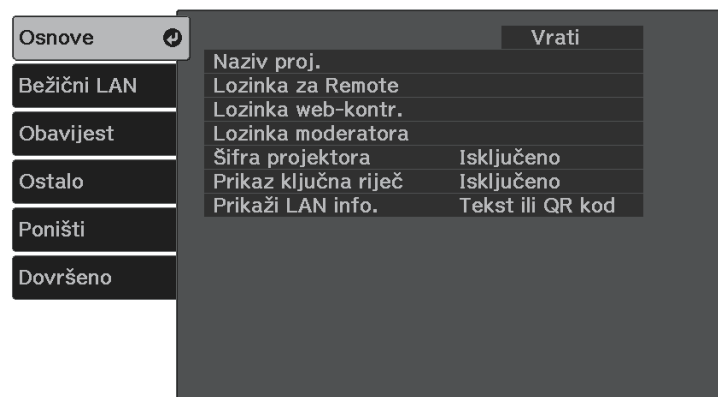 Osnove
Bežični LAN
Obavijest
Ostalo
Poništi
Dovršeno
Vrati
Naziv proj.
Lozinka za Remote
Lozinka web-kontr.
Lozinka moderatora
Šifra projektora Isključeno
Prikaz ključna riječ Isključeno
Prikaži LAN info. Tekst ili QR kod